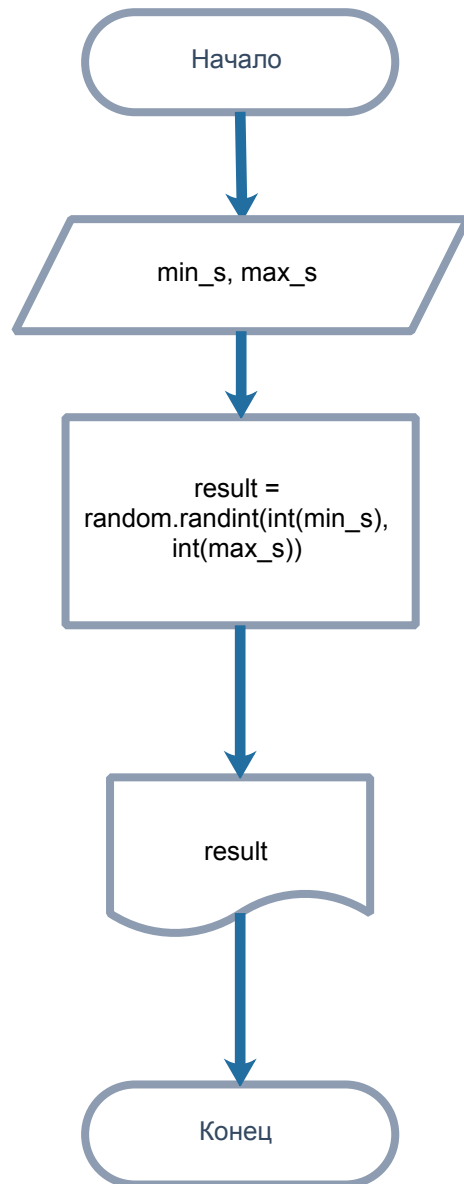 Начало
min_s, max_s
result =
random.randint(int(min_s),
int(max_s))
result
Конец